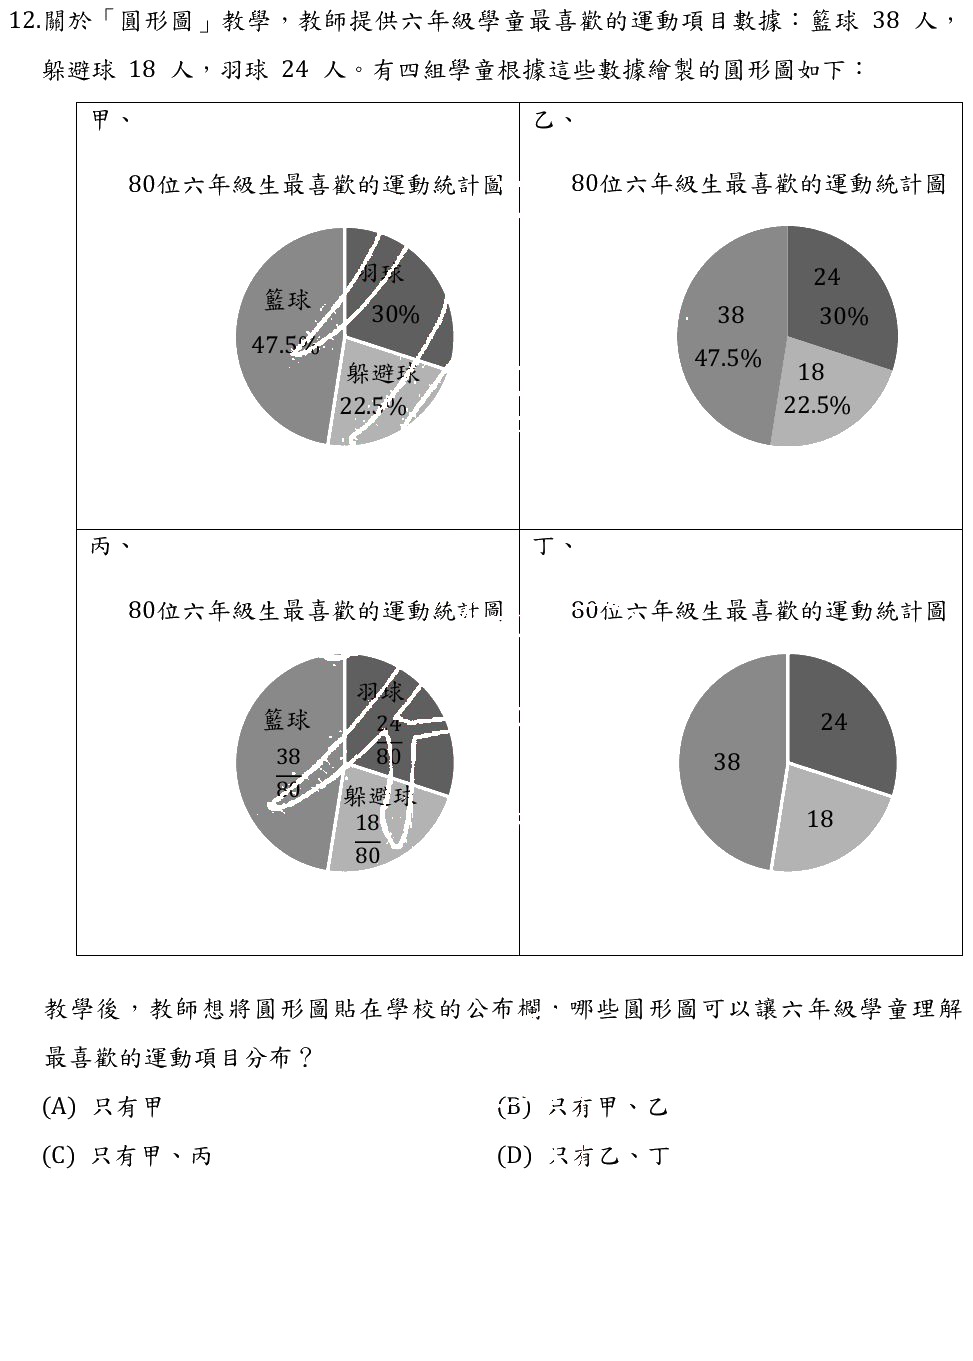 12.關於「圓形圖」教學，教師提供六年級學童最喜歡的運動項目數據：籃球 38 人，
躲避球 18 人，羽球 24 人。有四組學童根據這些數據繪製的圓形圖如下：
甲、
80位六年級生最喜歡的運動統計圖
籃球
47.5%
羽球
30%
躲避球
22.5%
乙、
80位六年級生最喜歡的運動統計圖
38
47.5%
24
30%
18
22.5%
丙、
80位六年級生最喜歡的運動統計圖
籃球
38
80
羽球
24
80
躲避球
18
80
丁、
80位六年級生最喜歡的運動統計圖
38
24
18
教學後，教師想將圓形圖貼在學校的公布欄，哪些圓形圖可以讓六年級學童理解
最喜歡的運動項目分布？
(A) 只有甲
(B) 只有甲、乙
(C) 只有甲、丙
(D) 只有乙、丁